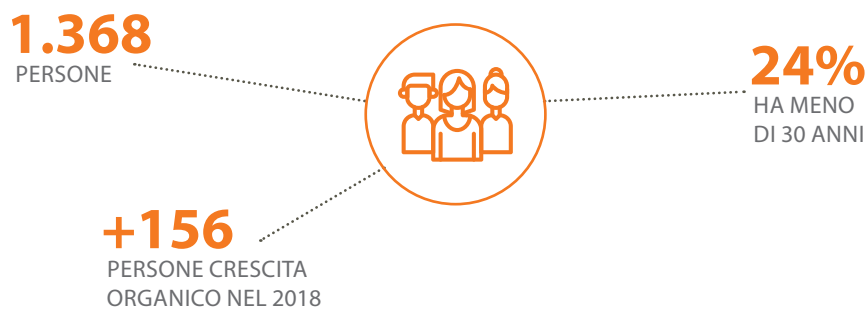 1.368
PERSONE
24%
HA MENO
DI 30 ANNI
+156
PERSONE CRESCITA
ORGANICO NEL 2018